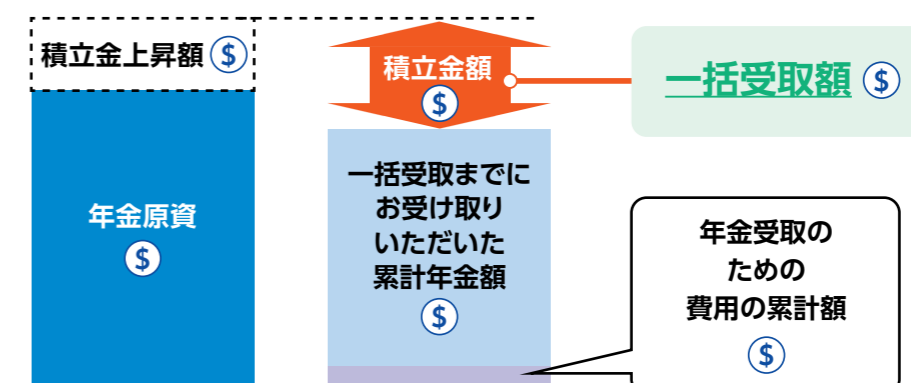 積立金上昇額 $
積立金額
$
一括受取額 $
年金原資
$
一括受取までに
お受け取り
いただいた
累計年金額
$
年金受取の
ための
費用の累計額
$